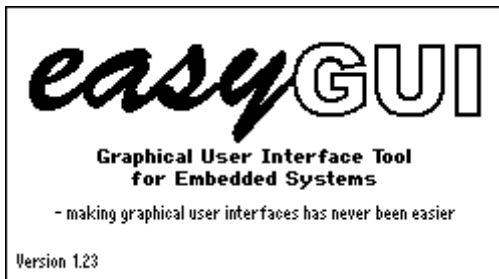 easyGUI
Graphical User Interface Tool
for Embedded Systems
- making graphical user interfaces has never been easier
Version 1.23